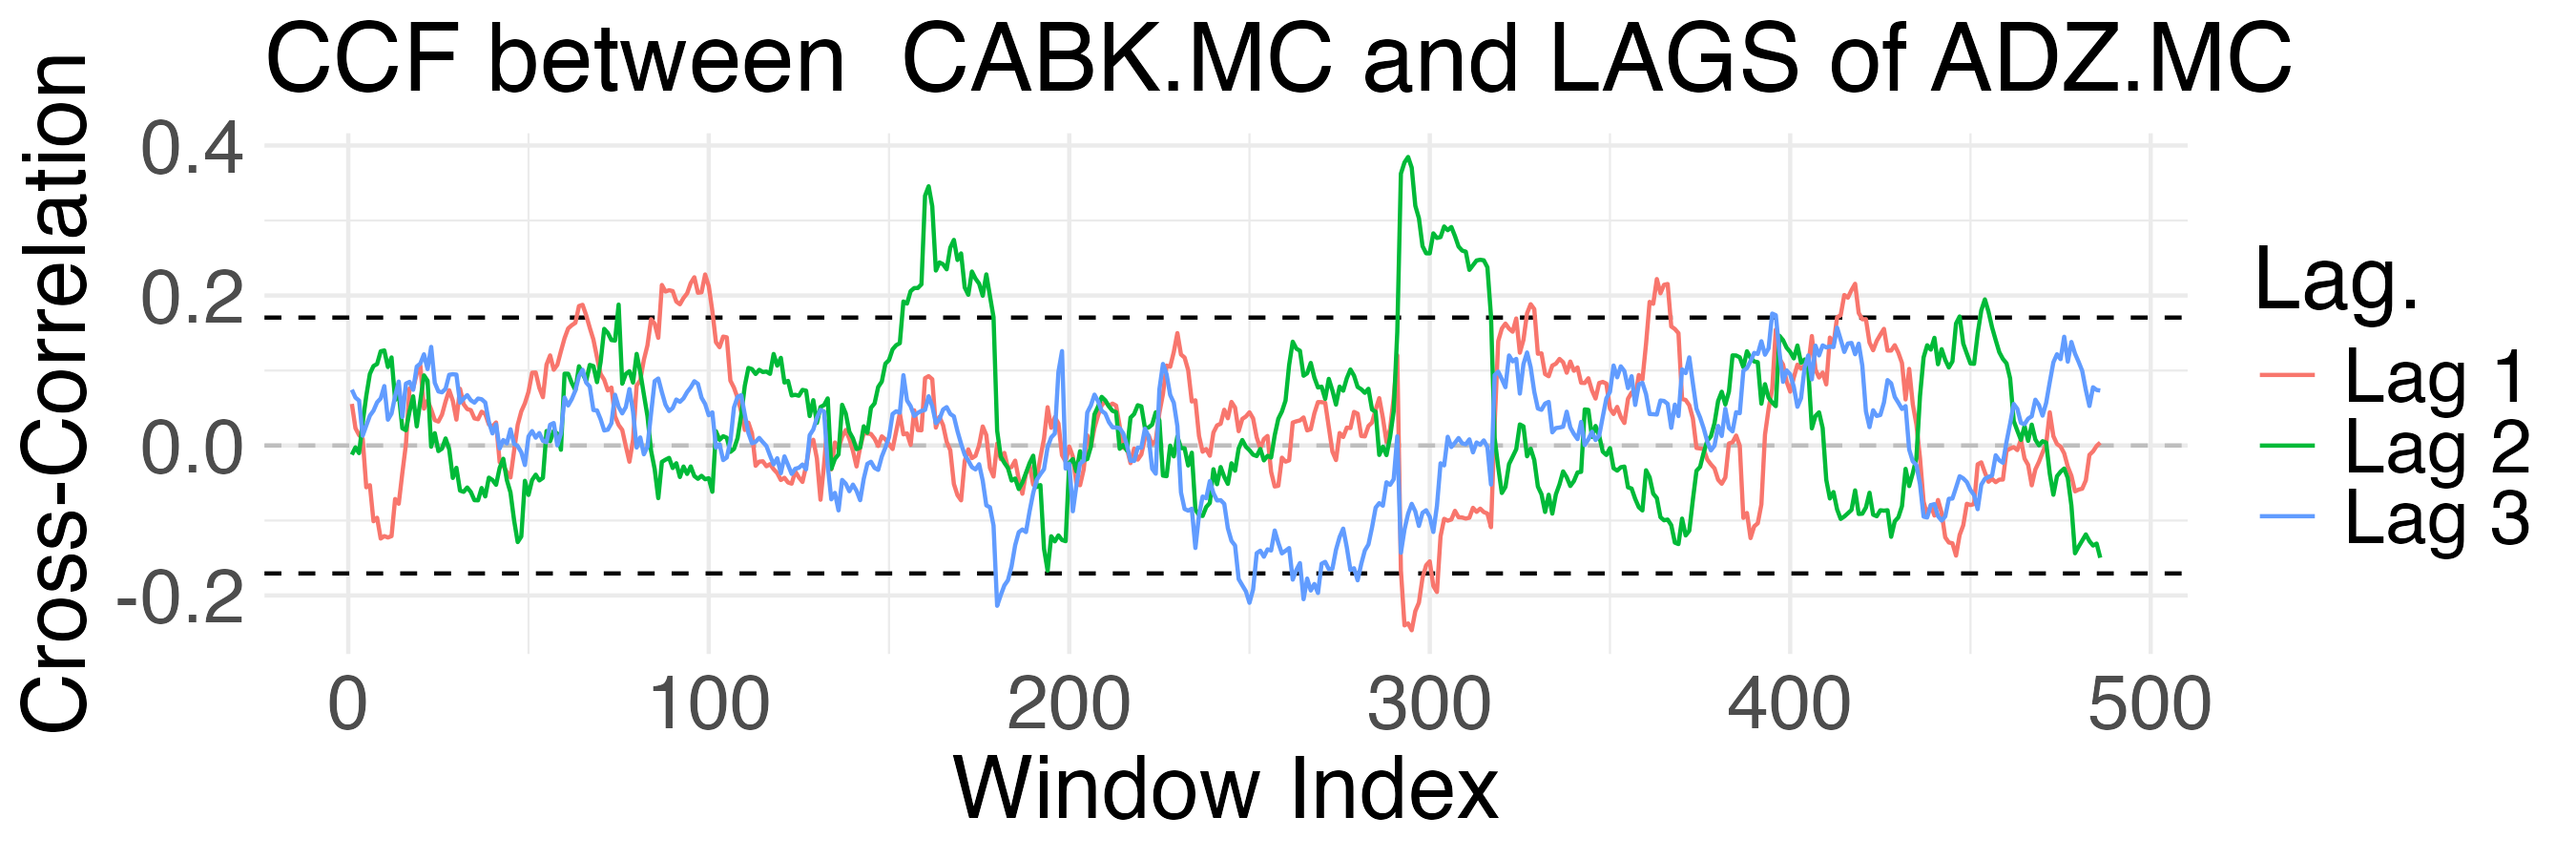 CCF between  CABK.MC and LAGS of ADZ.MC
Cross-Correlation
0.4
0.2
0.0
-0.2
0 100 200 300 400 500
Window Index
Lag.
Lag 1
Lag 2
Lag 3